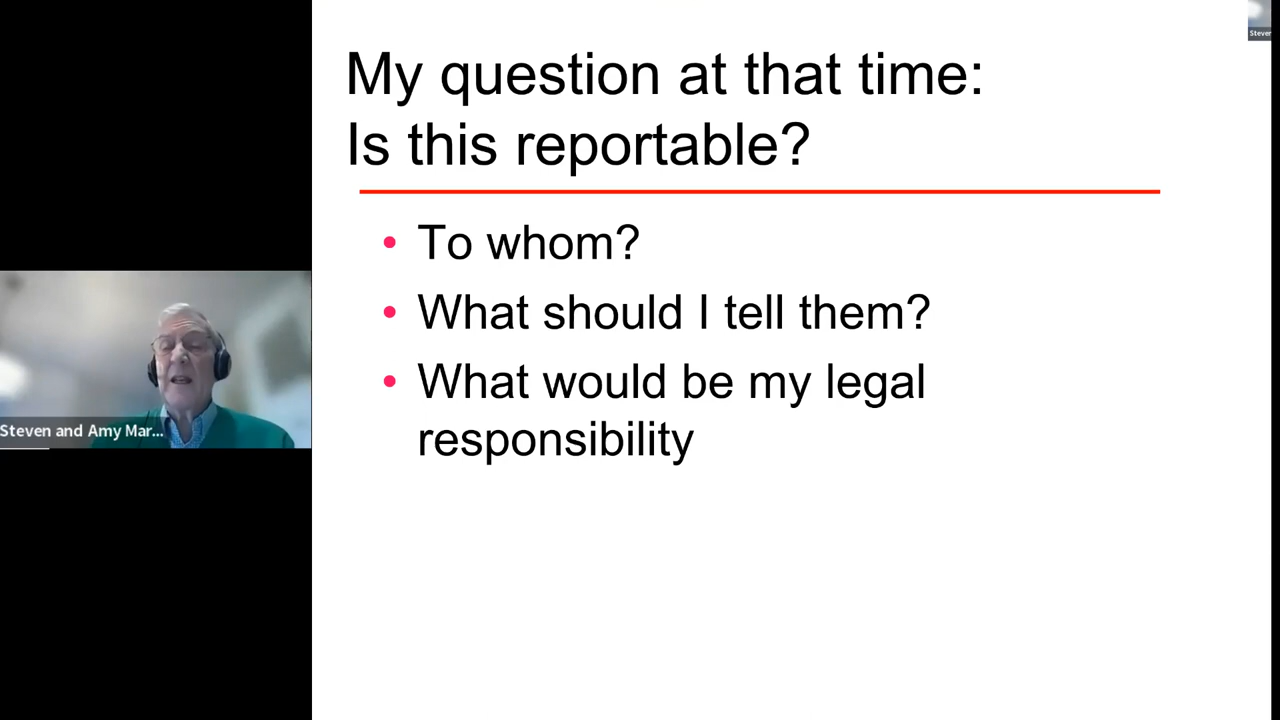 My question at that time:
Is this reportable?
• To whom?
• What should I tell them?
• What would be my legal
responsibility
Steven and Amy Mar...
Steven